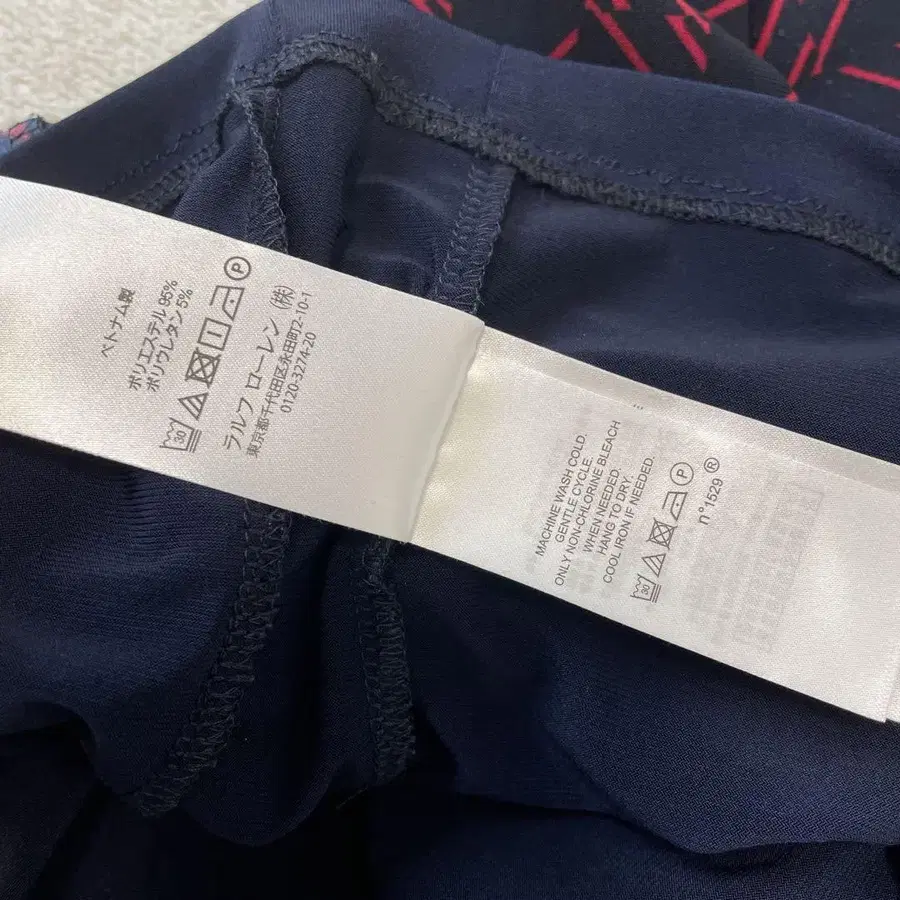 ベトナム製
ポリエステル 95%
ポリウレタン 5%
30 P
ラルフ ローレン (株)
東京都千代田区永田町2-10-1
0120-3274-20
MACHINE WASH COLD.
GENTLE CYCLE.
ONLY NON-CHLORINE BLEACH
WHEN NEEDED.
HANG TO DRY.
COOL IRON IF NEEDED.
30 P
n°1529 ®